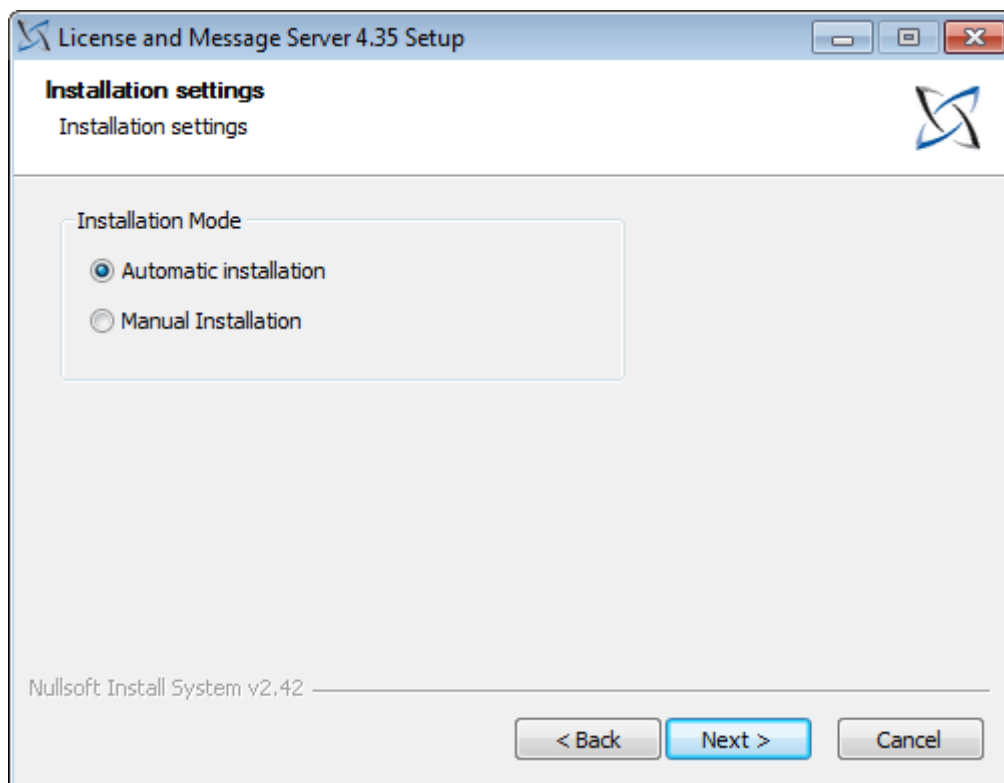 License and Message Server 4.35 Setup
Installation settings
Installation settings
Installation Mode
Automatic installation
Manual Installation
Nullsoft Install System v2.42
< Back Next > Cancel